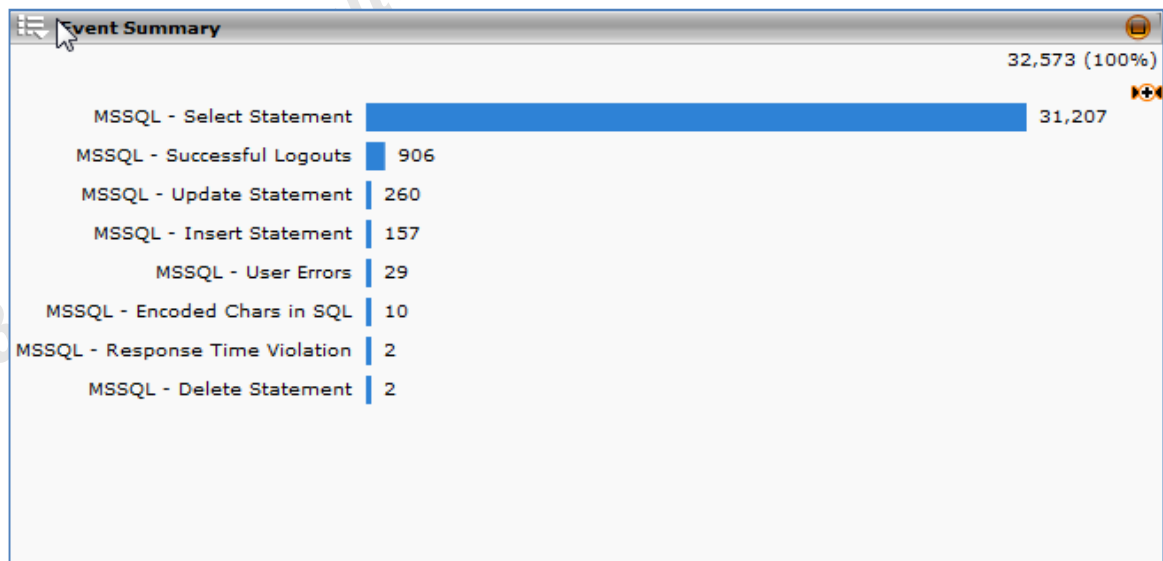 Event Summary
32,573 (100%)
MSSQL - Select Statement 31,207
MSSQL - Successful Logouts 906
MSSQL - Update Statement 260
MSSQL - Insert Statement 157
MSSQL - User Errors 29
MSSQL - Encoded Chars in SQL 10
MSSQL - Response Time Violation 2
MSSQL - Delete Statement 2